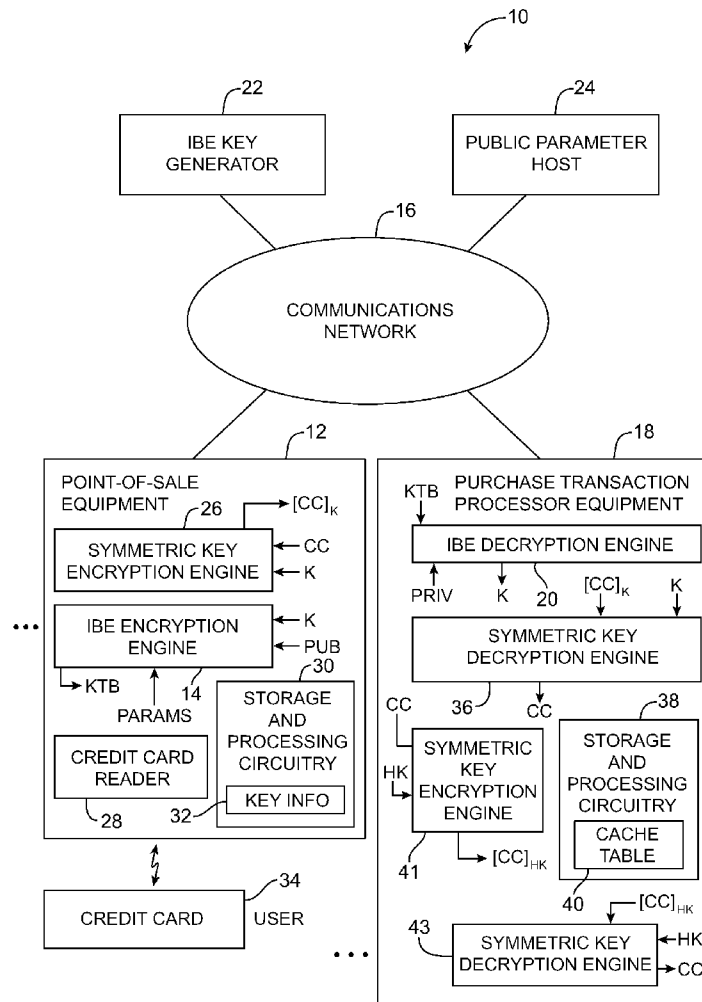 10
22
24
IBE KEY
GENERATOR
PUBLIC PARAMETER
HOST
16
COMMUNICATIONS
NETWORK
12
18
POINT-OF-SALE
EQUIPMENT
26
[CC]K
SYMMETRIC KEY
ENCRYPTION ENGINE
CC
K
IBE ENCRYPTION
ENGINE
K
PUB
KTB
14
PARAMS
30
STORAGE
AND
PROCESSING
CIRCUITRY
32
KEY INFO
CREDIT CARD
READER
28
34
CREDIT CARD
USER
PURCHASE TRANSACTION
PROCESSOR EQUIPMENT
KTB
IBE DECRYPTION ENGINE
PRIV
K
20
[CC]K
K
SYMMETRIC KEY
DECRYPTION ENGINE
36
CC
38
CC
HK
SYMMETRIC
KEY
ENCRYPTION
ENGINE
41
[CC]HK
STORAGE
AND
PROCESSING
CIRCUITRY
CACHE
TABLE
40
[CC]HK
43
SYMMETRIC KEY
DECRYPTION ENGINE
HK
CC